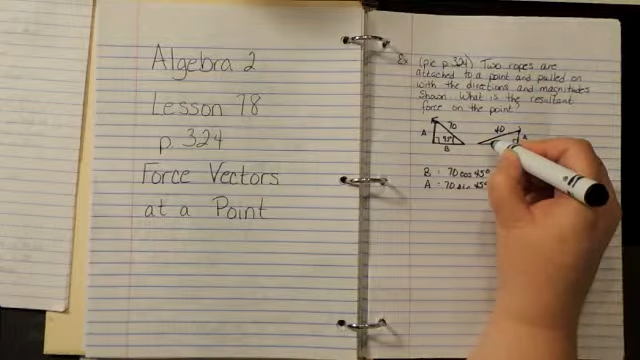 Algebra 2
Lesson 78
p. 324
Force Vectors
at a Point
Ex (pic p. 324) Two ropes are
attached to a point and pulled on
with the directions and magnitudes
shown. What is the resultant
force on the point?
A 70 45° B
40 A
B = 70 cos 45°
A = 70 sin 45°